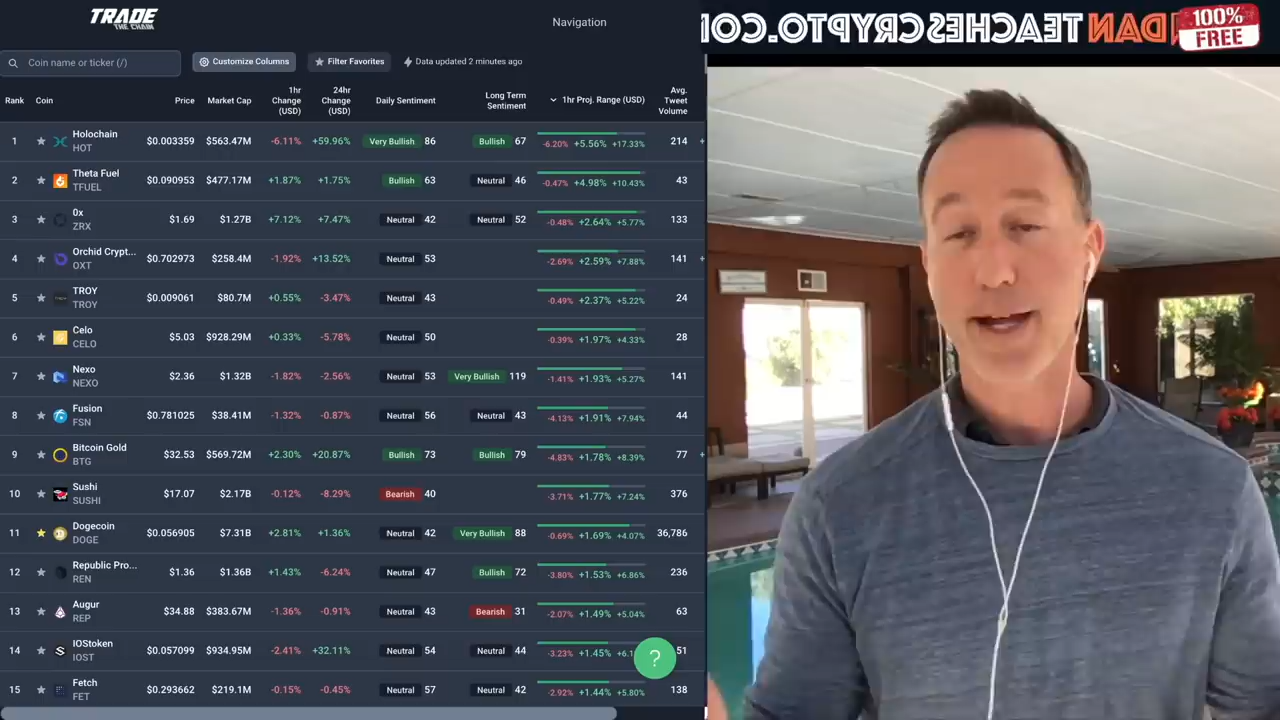 TRADE
THE CHAIN
Navigation
DAN TEACHESCRYPTO.CO
100%
FREE
Coin name or ticker (/)
Customize Columns
Filter Favorites
Data updated 2 minutes ago
Rank Coin Price Market Cap 1hr Change (USD) 24hr Change (USD) Daily Sentiment Long Term Sentiment 1hr Proj. Range (USD) Avg. Tweet Volume
1 Holochain HOT $0.003359 $563.47M -6.11% +59.96% Very Bullish 86 Bullish 67 -6.20% +5.56% +17.33% 214 +
2 Theta Fuel TFUEL $0.090953 $477.17M +1.87% +1.75% Bullish 63 Neutral 46 -0.47% +4.98% +10.43% 43
3 0x ZRX $1.69 $1.27B +7.12% +7.47% Neutral 42 Neutral 52 -0.48% +2.64% +5.77% 133
4 Orchid Crypt... OXT $0.702973 $258.4M -1.92% +13.52% Neutral 53 -2.69% +2.59% +7.88% 141 +
5 TROY TROY $0.009061 $80.7M +0.55% -3.47% Neutral 43 -0.49% +2.37% +5.22% 24
6 Celo CELO $5.03 $928.29M +0.33% -5.78% Neutral 50 -0.39% +1.97% +4.33% 28
7 Nexo NEXO $2.36 $1.32B -1.82% -2.56% Neutral 53 Very Bullish 119 -1.41% +1.93% +5.27% 141
8 Fusion FSN $0.781025 $38.41M -1.32% -0.87% Neutral 56 Neutral 43 -4.13% +1.91% +7.94% 44
9 Bitcoin Gold BTG $32.53 $569.72M +2.30% +20.87% Bullish 73 Bullish 79 -4.83% +1.78% +8.39% 77 +
10 Sushi SUSHI $17.07 $2.17B -0.12% -8.29% Bearish 40 -3.71% +1.77% +7.24% 376
11 Dogecoin DOGE $0.056905 $7.31B +2.81% +1.36% Neutral 42 Very Bullish 88 -0.69% +1.69% +4.07% 36,786
12 Republic Pro... REN $1.36 $1.36B +1.43% -6.24% Neutral 47 Bullish 72 -3.80% +1.53% +6.86% 236
13 Augur REP $34.88 $383.67M -1.36% -0.91% Neutral 43 Bearish 31 -2.07% +1.49% +5.04% 63
14 IOStoken IOST $0.057099 $934.95M -2.41% +32.11% Neutral 54 Neutral 44 -3.23% +1.45% +6.1 ? 51
15 Fetch FET $0.293662 $219.1M -0.15% -0.45% Neutral 57 Neutral 42 -2.92% +1.44% +5.80% 138